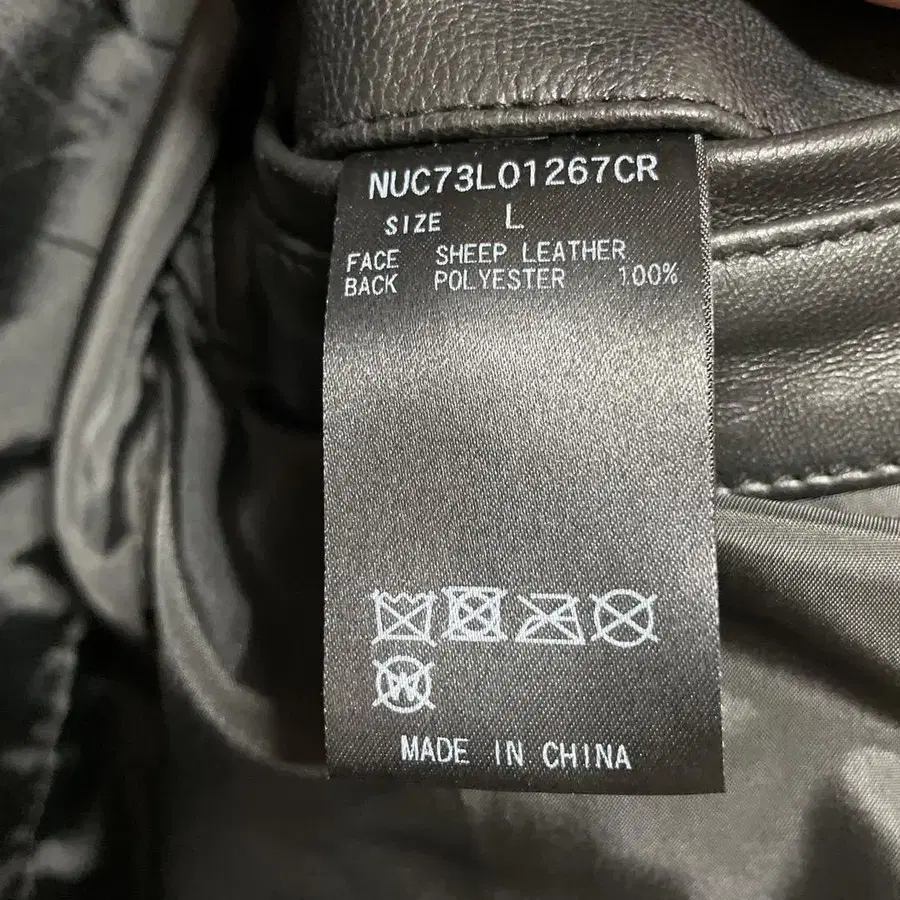 NUC73L01267CR
SIZE L
FACE SHEEP LEATHER
BACK POLYESTER 100%
W
MADE IN CHINA